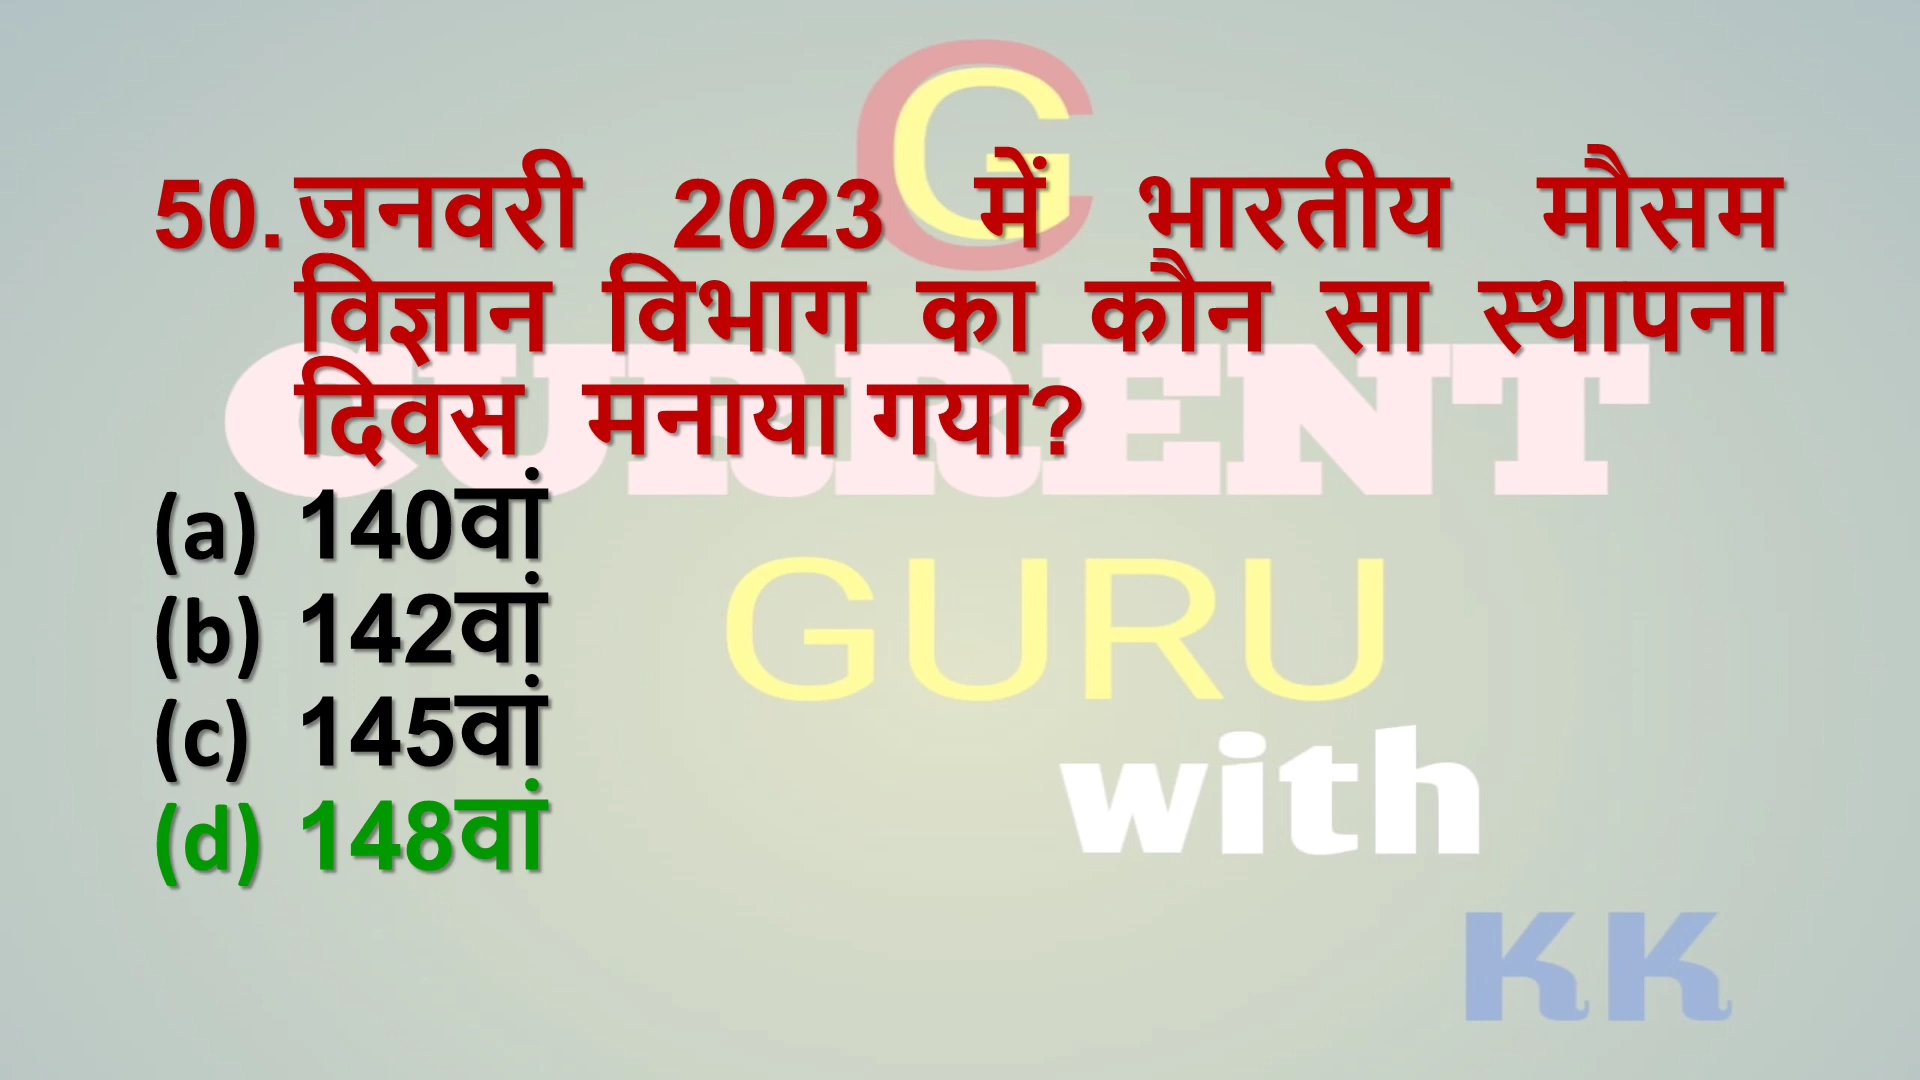 G
50. जनवरी 2023 में भारतीय मौसम
विज्ञान विभाग का कौन सा स्थापना
दिवस मनाया गया?
CURRENT
(a) 140वां
(b) 142वां
GURU
(c) 145वां
with
(d) 148वां
KK